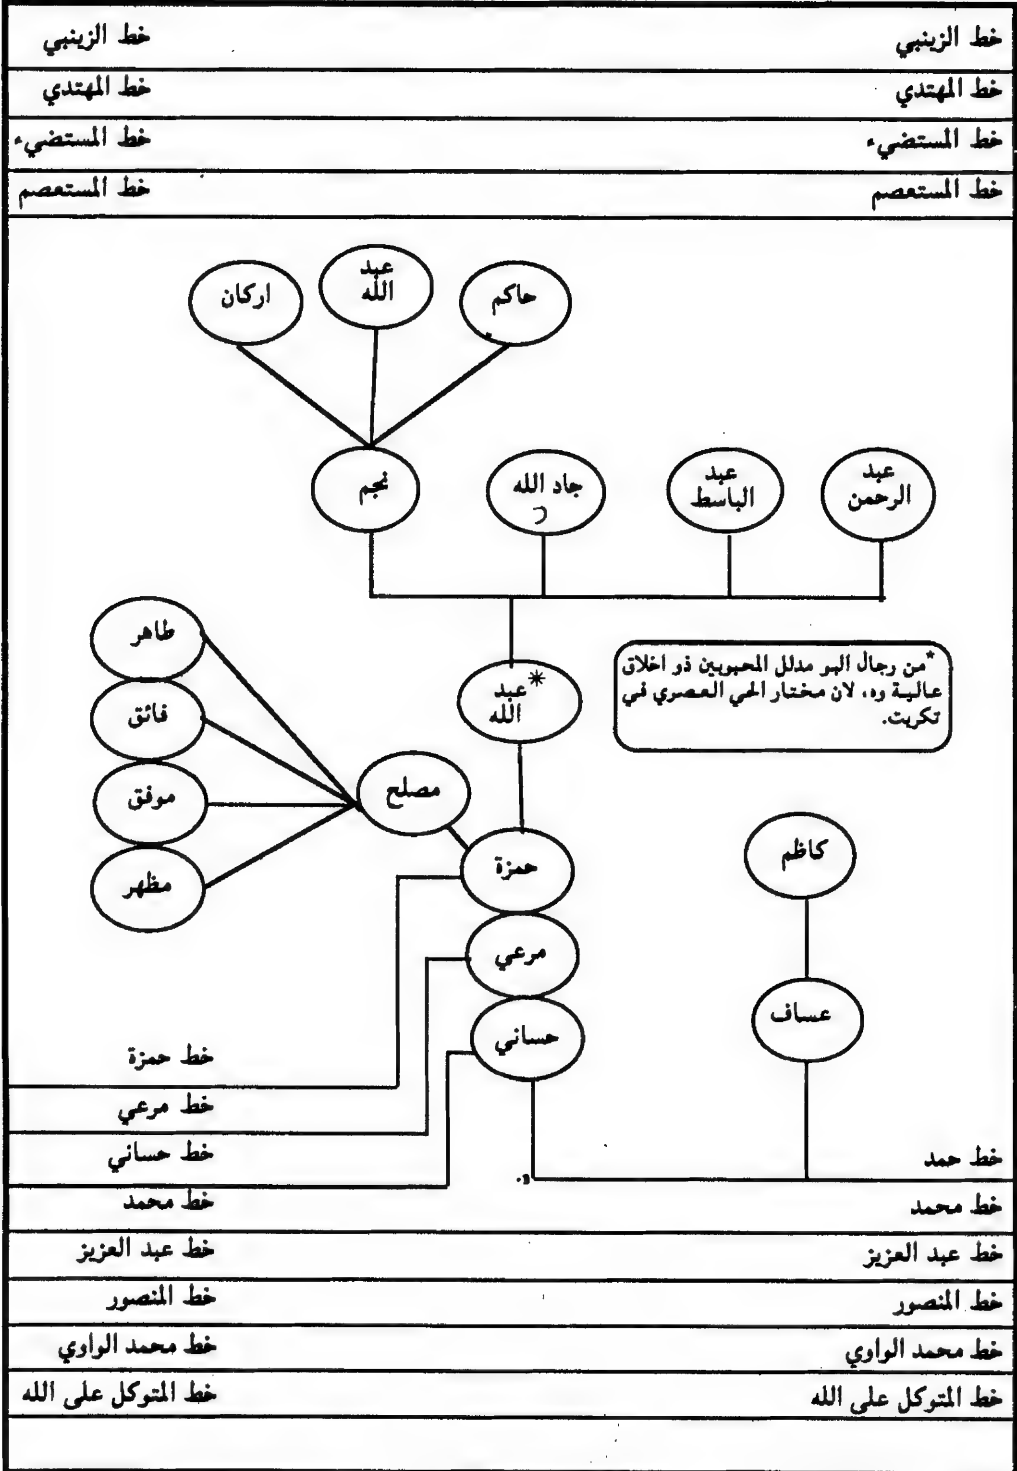 خط الزينبي
خط الزينبي
خط المهتدي
خط المهتدي
خط المستضيء
خط المستضيء
خط المستعصم
خط المستعصم
حاكم
عبد
الله
اركان
عبد
الرحمن
عبد
الباسط
جاد الله
نجم
*من رجال البو مدلل المحبوبين ذو اخلاق
عالية وه، لان مختار الحي العصري في
تكريت.
*عبد
الله
طاهر
فائق
موفق
مظهر
مصلح
حمزة
كاظم
مرعي
عساف
حساني
خط حمزة
خط مرعي
خط حساني
خط حمد
خط محمد
خط محمد
خط عبد العزيز
خط عبد العزيز
خط المنصور
خط المنصور
خط محمد الواوي
خط محمد الواوي
خط المتوكل على الله
خط المتوكل على الله